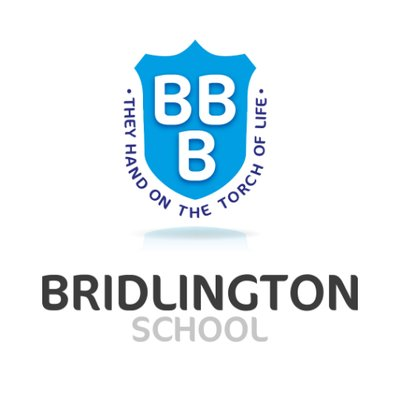 BB
B
• THEY HAND ON THE TORCH OF LIFE •
BRIDLINGTON
SCHOOL